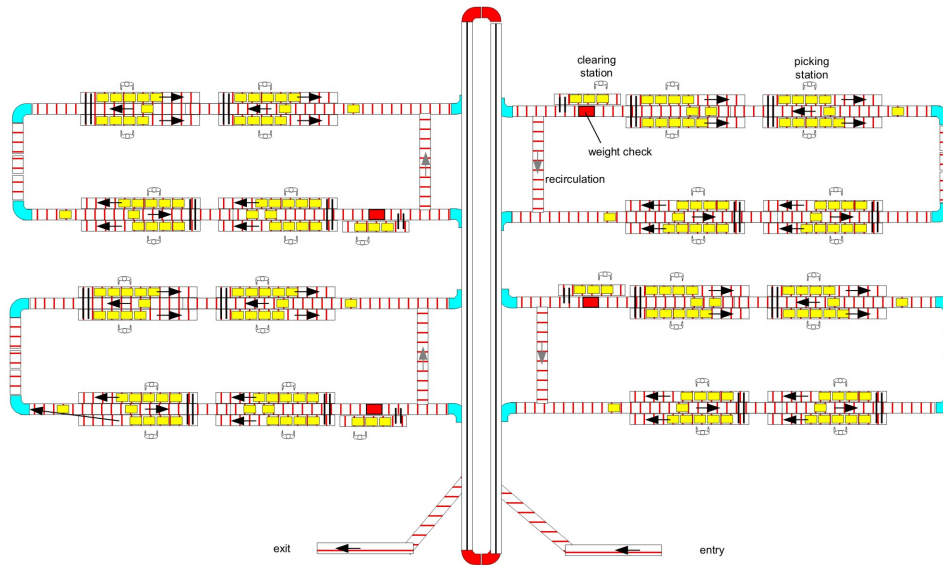 clearing
station
picking
station
weight check
recirculation
exit
entry